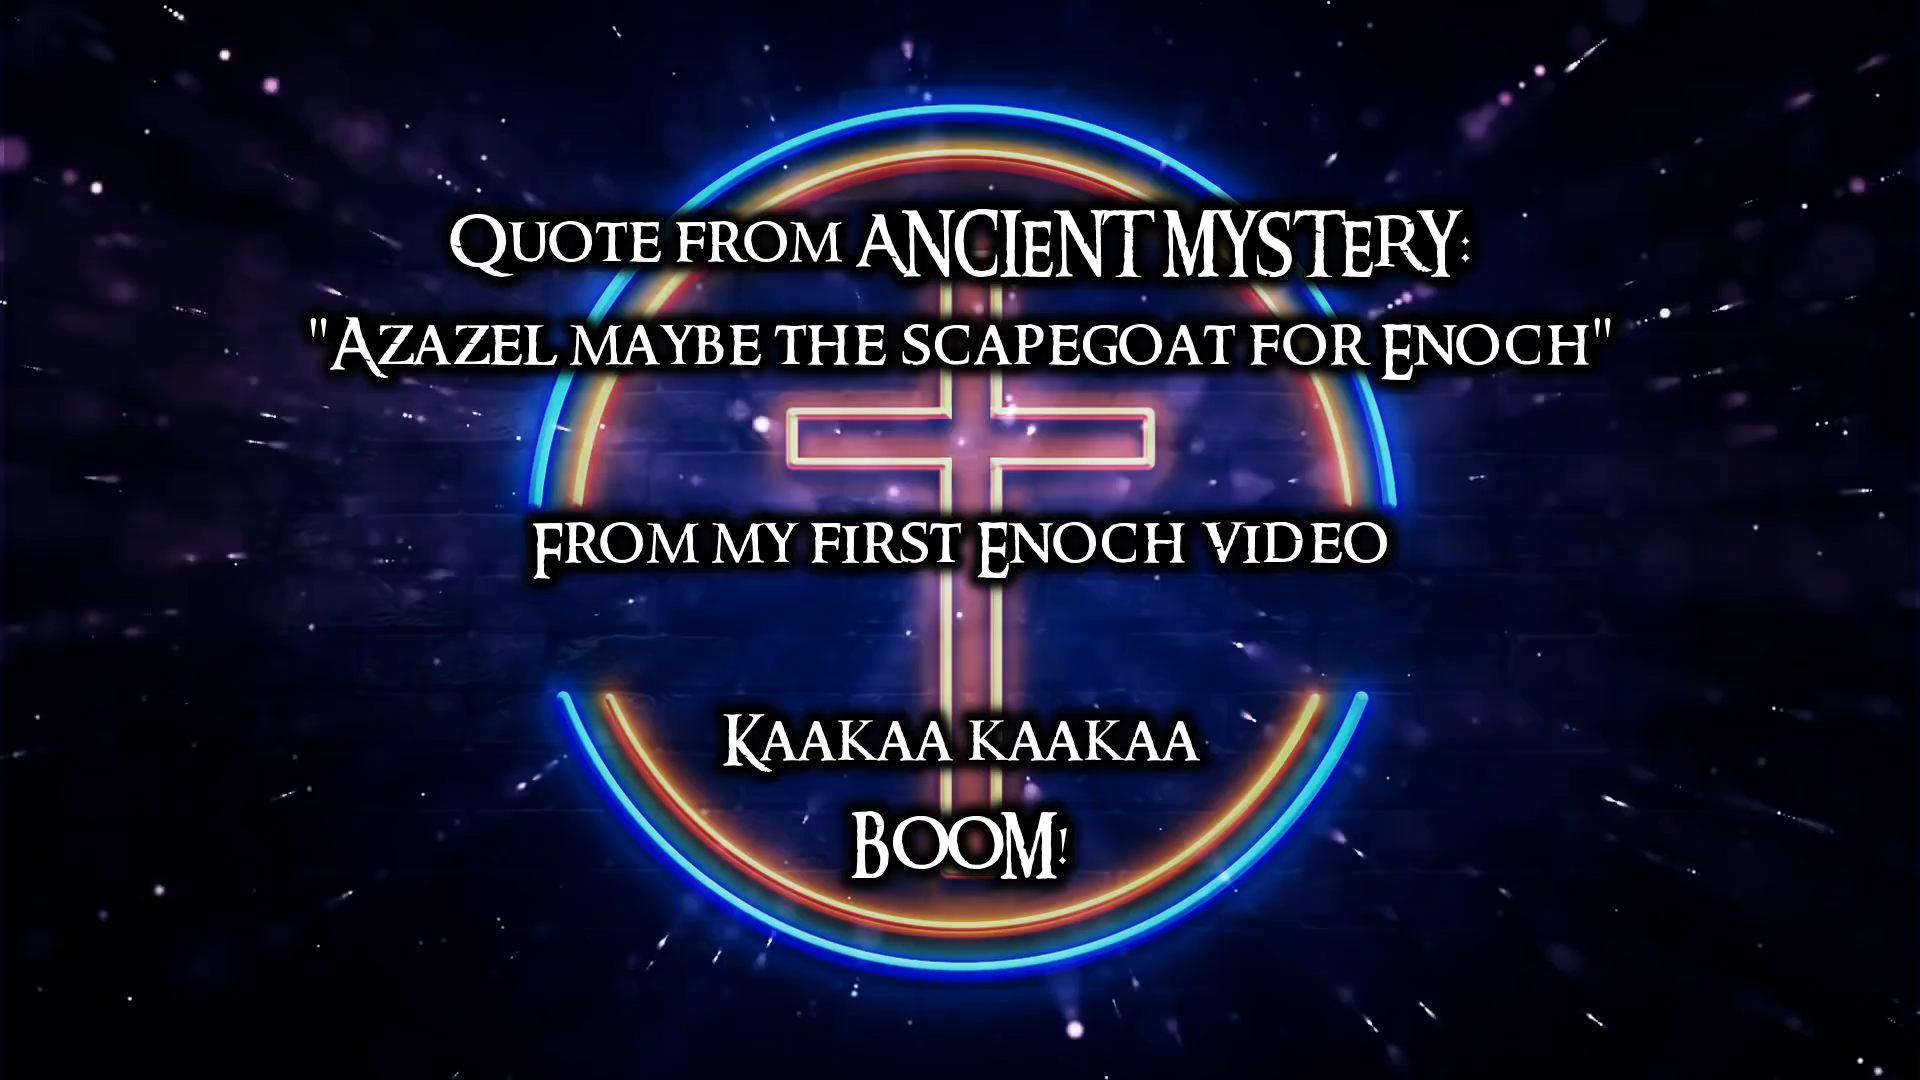 Quote from ANCIENT MYSTERY:
"Azazel maybe the scapegoat for Enoch"
From my first Enoch video
Kaakaa kaakaa
BOOM!